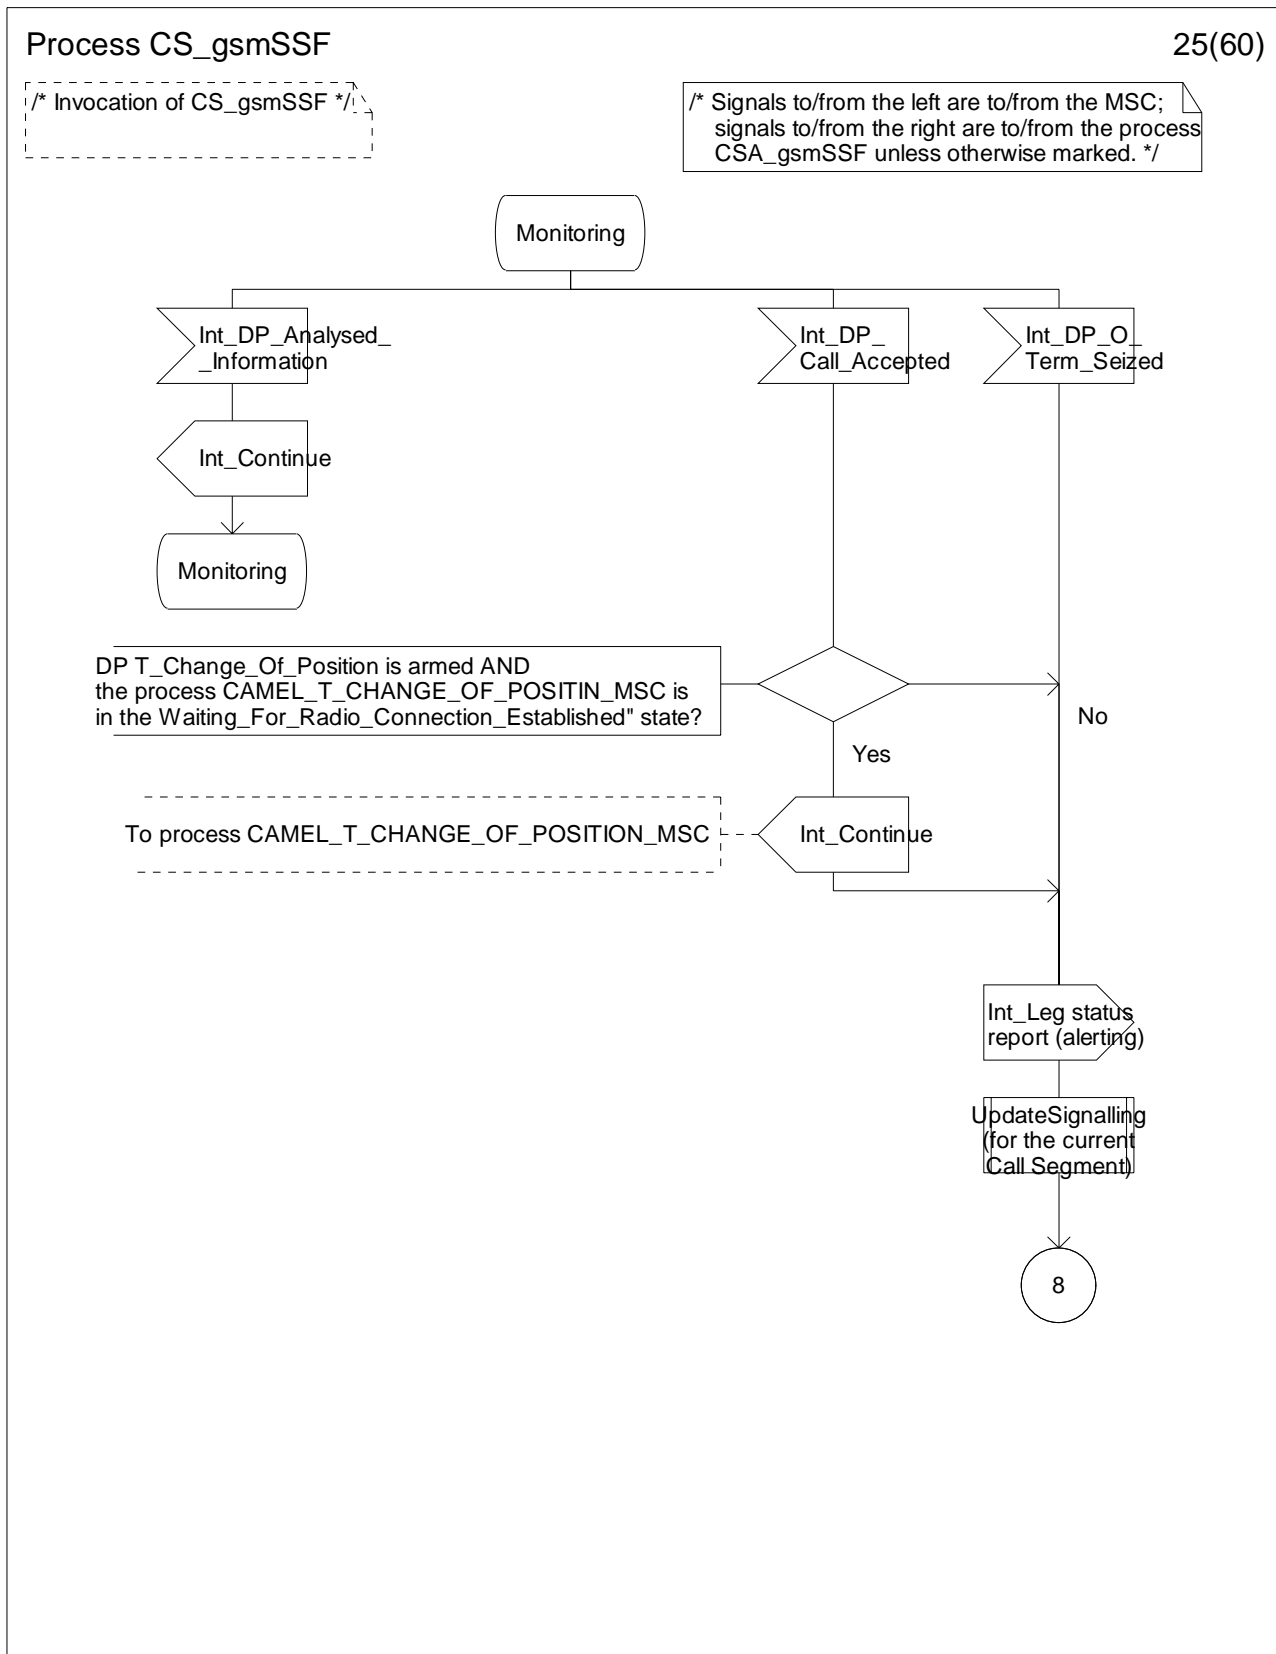 Process CS_gsmSSF
25(60)
/* Invocation of CS_gsmSSF */
/* Signals to/from the left are to/from the MSC;
signals to/from the right are to/from the process
CSA_gsmSSF unless otherwise marked. */
Monitoring
Int_DP_Analysed_
_Information
Int_DP_
Call_Accepted
Int_DP_O_
Term_Seized
Int_Continue
Monitoring
DP T_Change_Of_Position is armed AND
the process CAMEL_T_CHANGE_OF_POSITIN_MSC is
in the Waiting_For_Radio_Connection_Established" state?
No
Yes
To process CAMEL_T_CHANGE_OF_POSITION_MSC
Int_Continue
Int_Leg status
report (alerting)
UpdateSignalling
(for the current
Call Segment)
8